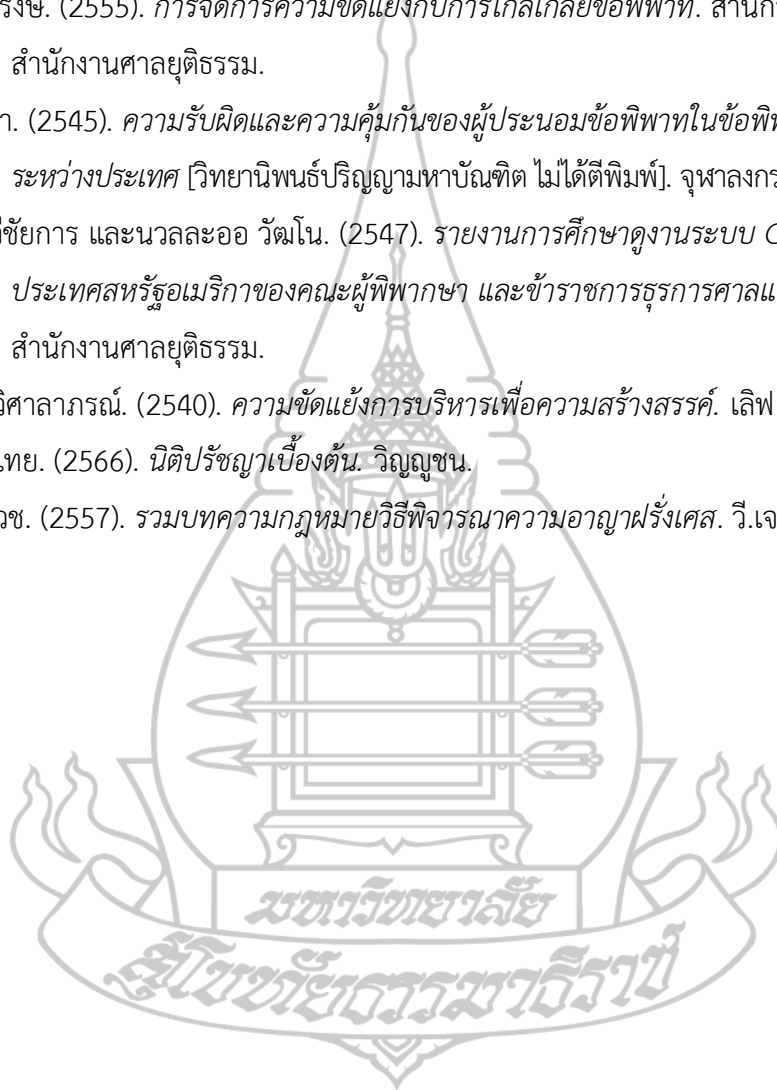 รงษ์. (2555). การจัดการความขัดแย้งกับการไกล่เกลี่ยข้อพิพาท. สำนัก
สำนักงานศาลยุติธรรม.
า. (2545). ความรับผิดและความคุ้มกันของผู้ประนอมข้อพิพาทในข้อพิพ
ระหว่างประเทศ [วิทยานิพนธ์ปริญญามหาบัณฑิต ไม่ได้ตีพิมพ์]. จุฬาลงกร
ชัยการ และนวลละออ วัฒโน. (2547). รายงานการศึกษาดูงานระบบ
ประเทศสหรัฐอเมริกาของคณะผู้พิพากษา และข้าราชการธุรการศาลแ
สำนักงานศาลยุติธรรม.
วิศาลาภรณ์. (2540). ความขัดแย้งการบริหารเพื่อความสร้างสรรค์. เลิฟ
ทย. (2566). นิติปรัชญาเบื้องต้น. วิญญูชน.
วช. (2557). รวมบทความกฎหมายวิธีพิจารณาความอาญาฝรั่งเศส. วี.เจ
มหาวิทยาลัย
สุโขทัยธรรมาธิราช